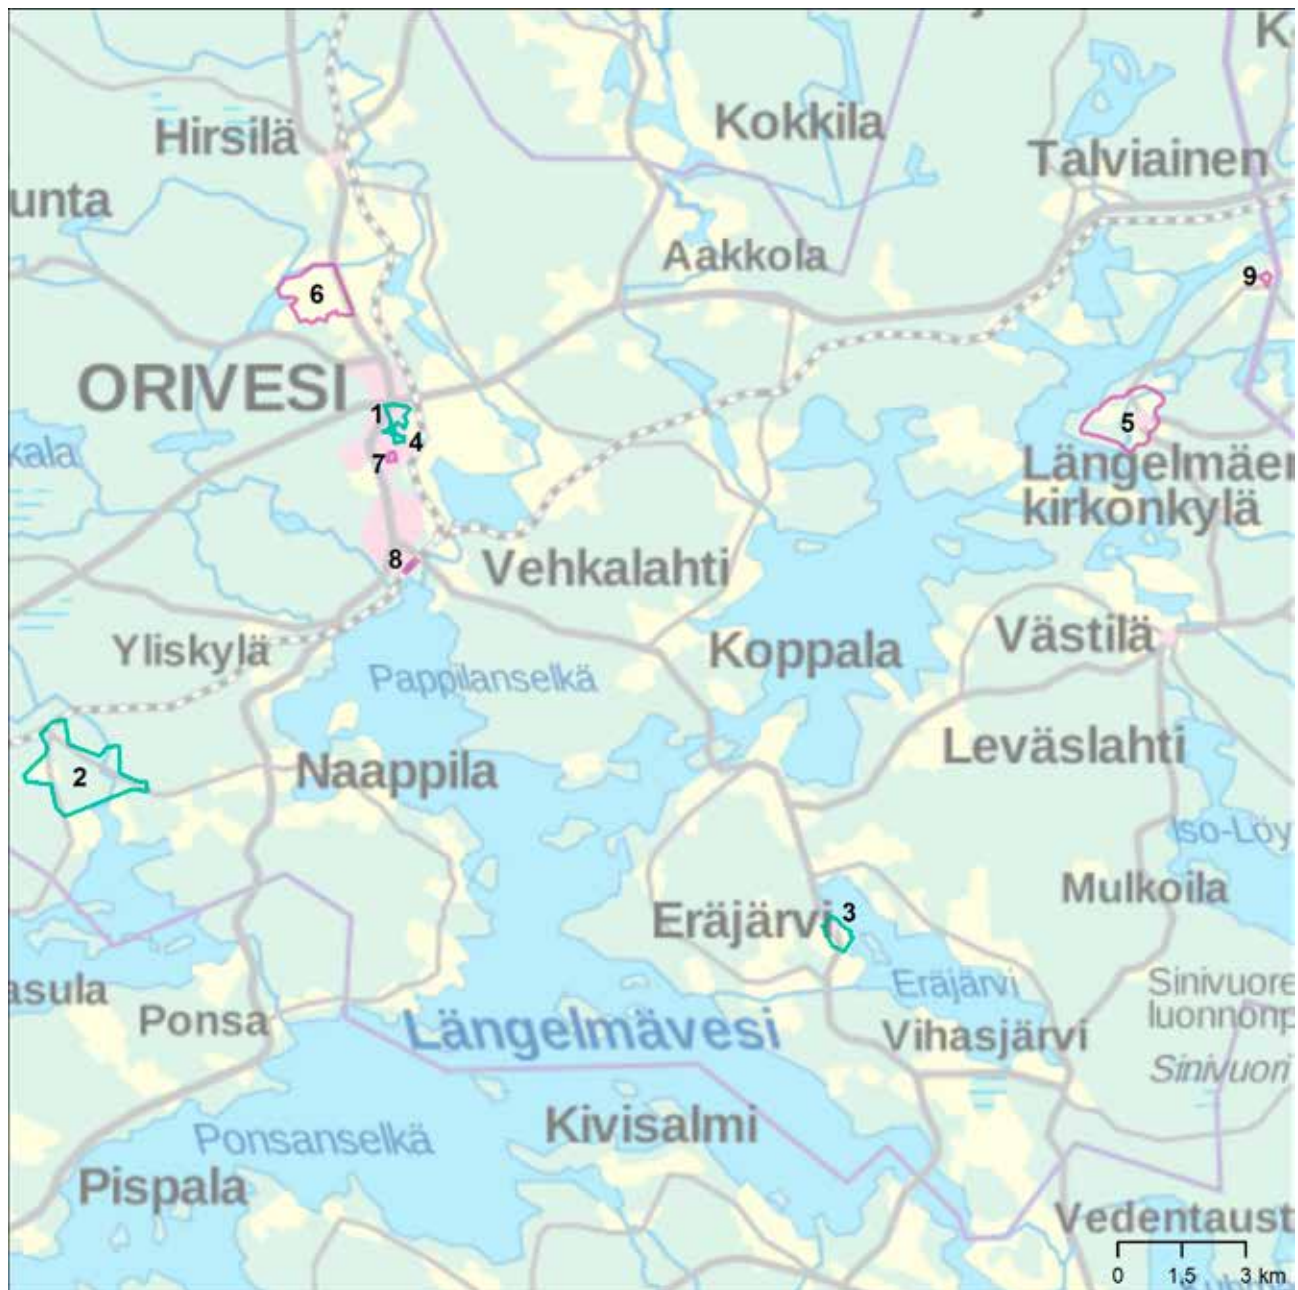 K
Hirsilä
Kokkila
Talviainen
unta
Aakkola
9
6
ORIVESI
1
4
5
7
kala
Längelmäen
kirkonkylä
8
Vehkalahti
Yliskylä
Koppala
Västilä
Pappilanselkä
2
Naappila
Leväslahti
Iso-Löy
Mulkoila
Eräjärvi
3
asula
Ponsa
Eräjärvi
Sinivuore
luonnonp
Längelmävesi
Vihasjärvi
Sinivuori
Kivisalmi
Ponsanselkä
Pispala
Vedentaust
0 1,5 3 km